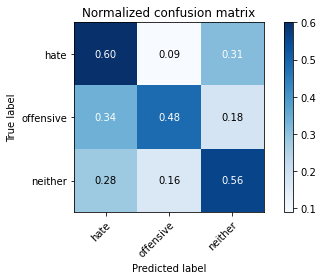 Normalized confusion matrix
True label
hate
0.60 0.09 0.31
offensive
0.34 0.48 0.18
neither
0.28 0.16 0.56
hate
offensive
neither
Predicted label
0.6
0.5
0.4
0.3
0.2
0.1